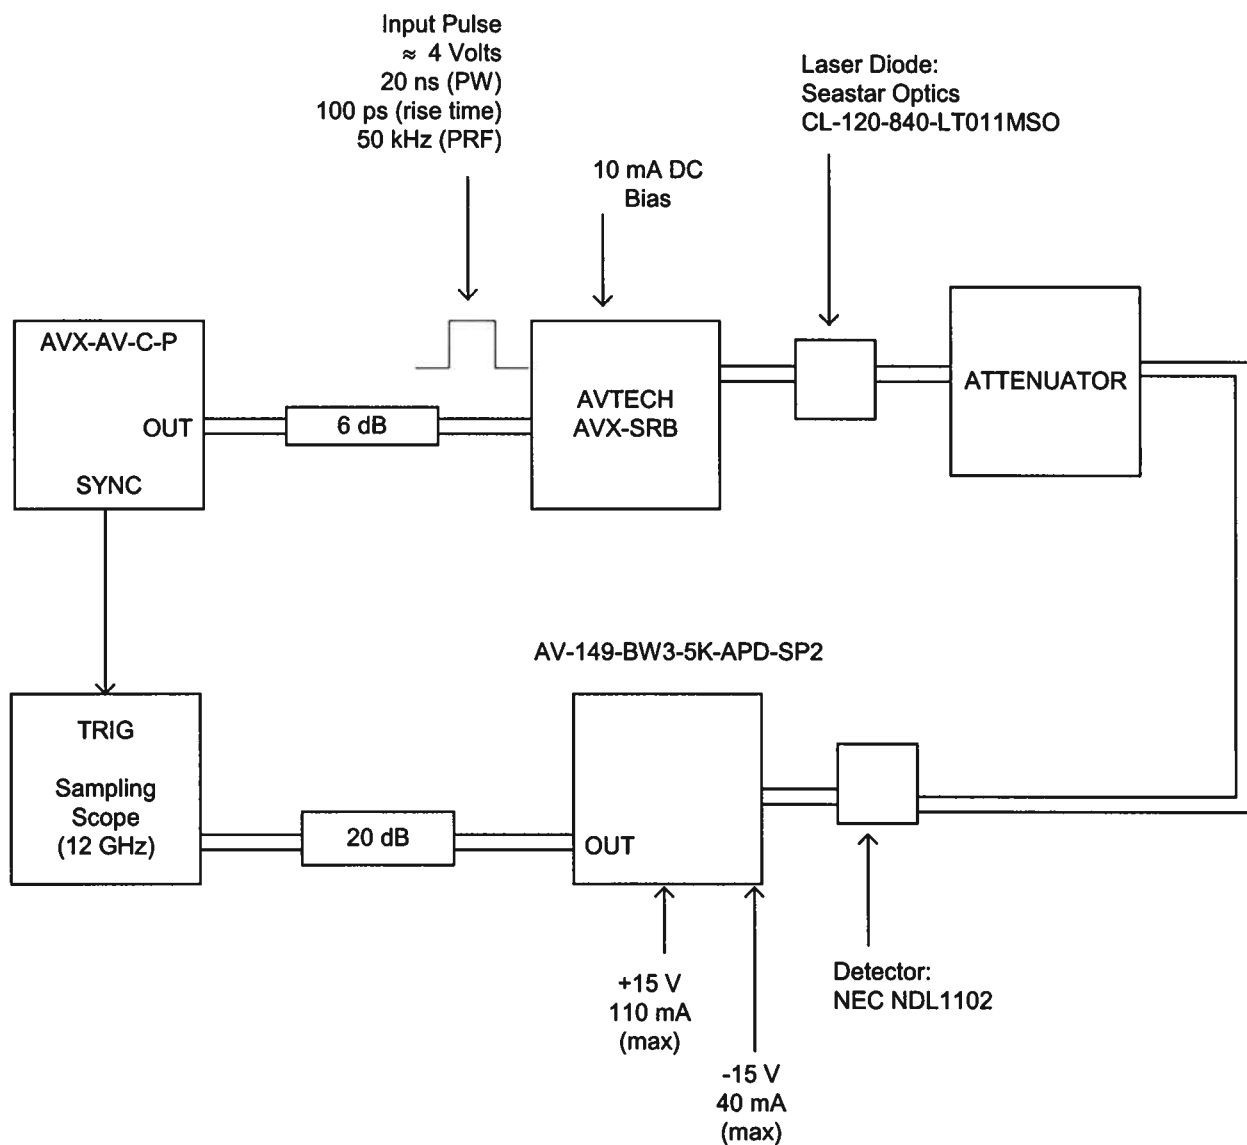 Input Pulse
≈ 4 Volts
20 ns (PW)
100 ps (rise time)
50 kHz (PRF)
10 mA DC
Bias
Laser Diode:
Seastar Optics
CL-120-840-LT011MSO
AVX-AV-C-P
OUT
SYNC
6 dB
AVTECH
AVX-SRB
ATTENUATOR
AV-149-BW3-5K-APD-SP2
TRIG
Sampling
Scope
(12 GHz)
20 dB
OUT
+15 V
110 mA
(max)
-15 V
40 mA
(max)
Detector:
NEC NDL1102